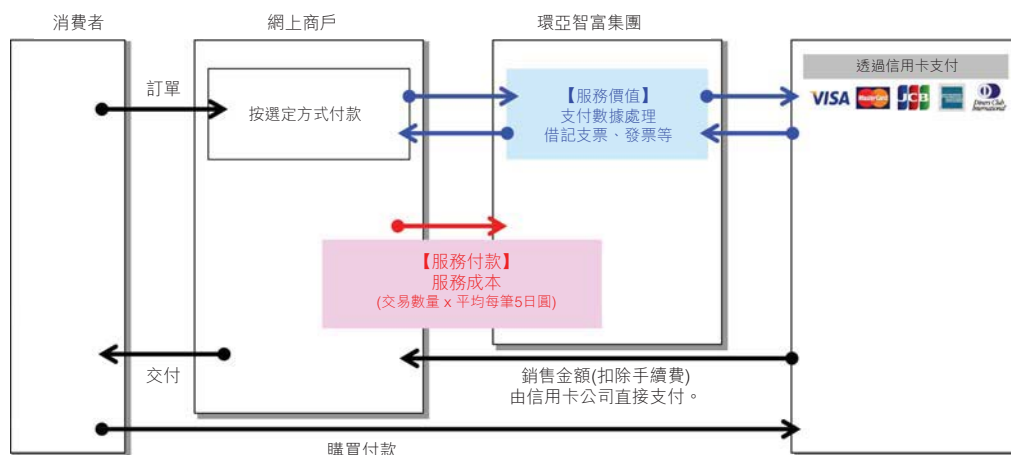 消費者
網上商戶
環亞智富集團
透過信用卡支付
VISA MasterCard JCB AMERICAN EXPRESS Diners Club International
訂單
按選定方式付款
【服務價值】
支付數據處理
借記支票、發票等
【服務付款】
服務成本
(交易數量 x 平均每筆5日圓)
交付
銷售金額(扣除手續費)
由信用卡公司直接支付。
購買付款